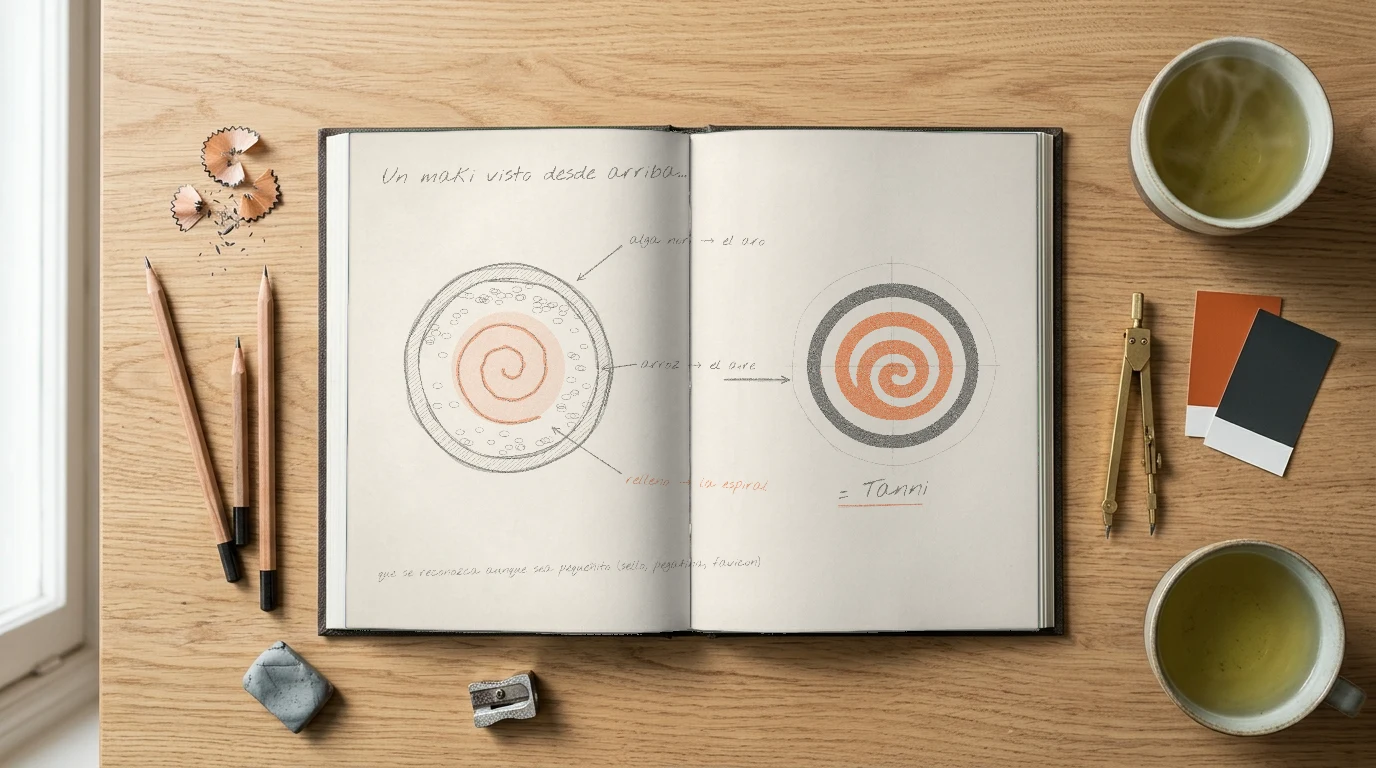 Un maki visto desde arriba...
alga nori → el aro
arroz → el aire
relleno → la espiral
= Tanni
que se reconozca aunque sea pequeñito (sello, pegatina, favicon)